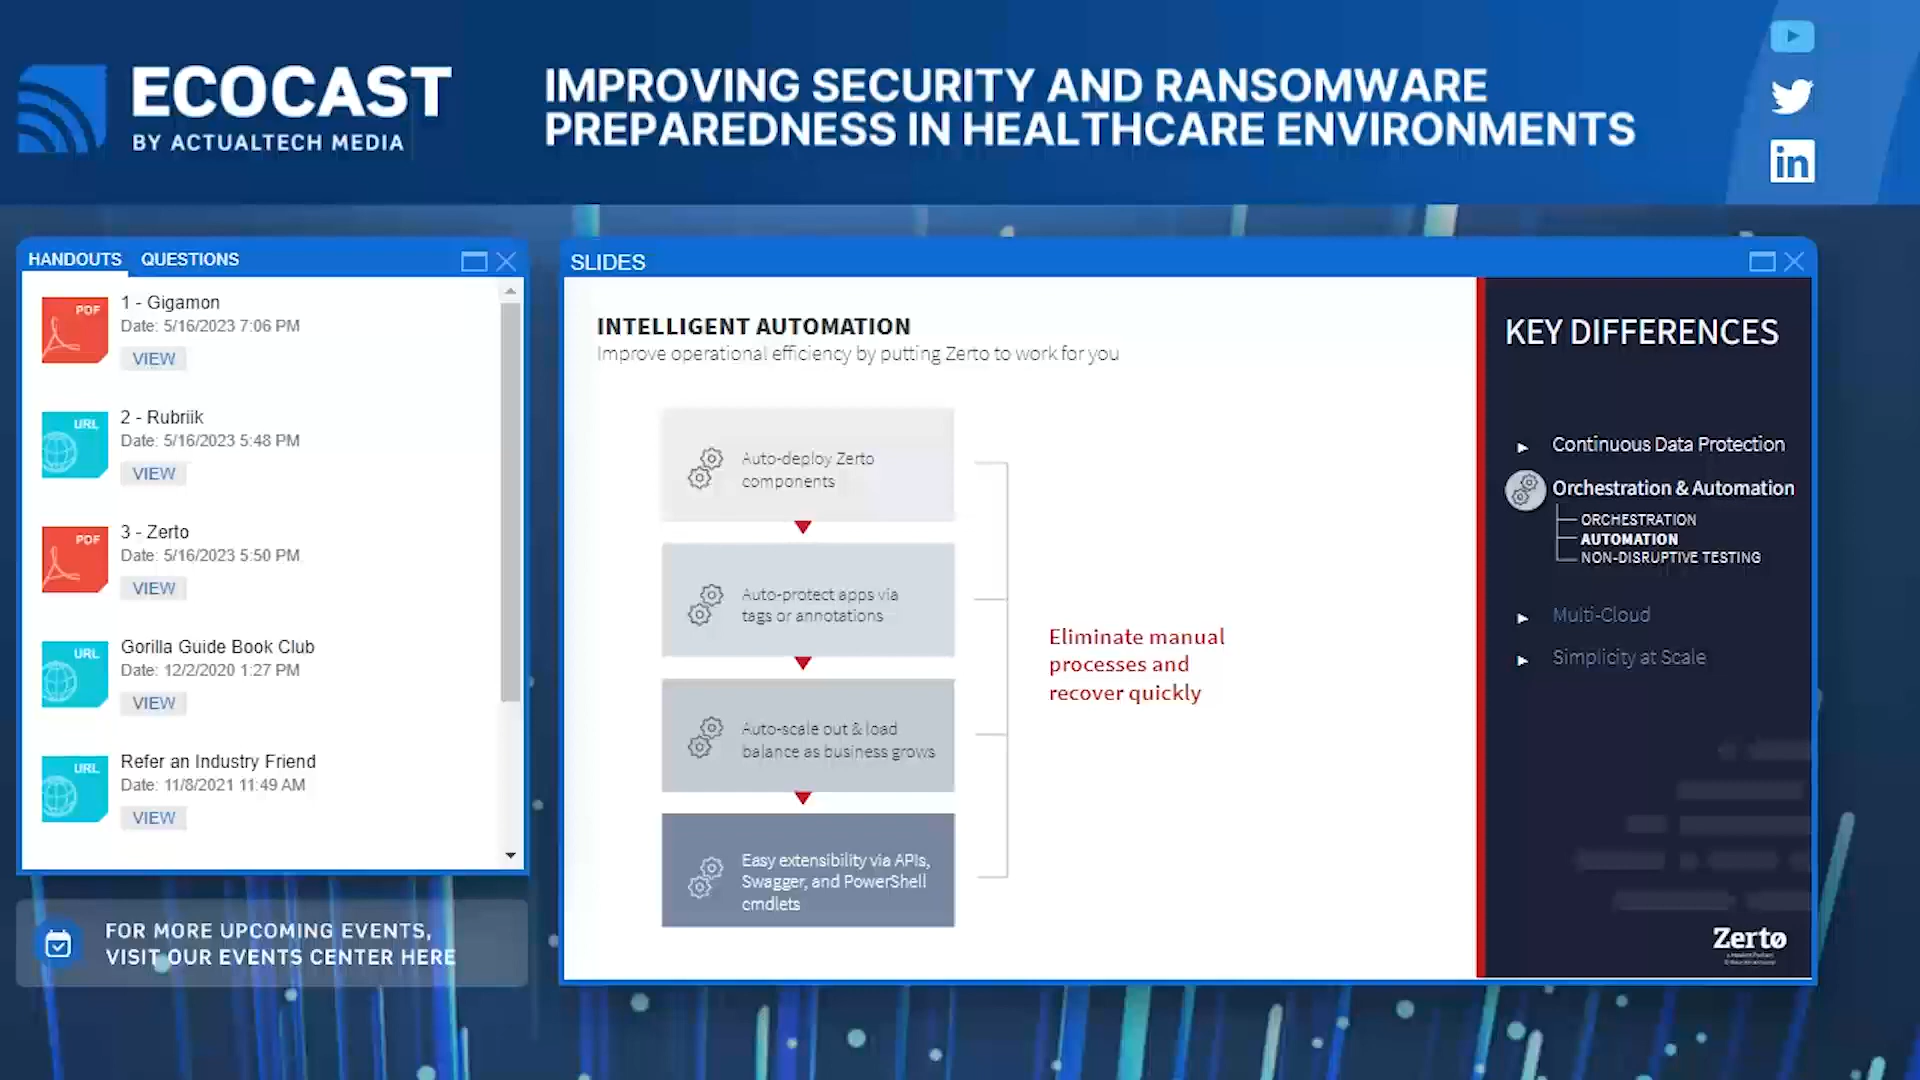 ECOCAST
BY ACTUALTECH MEDIA
IMPROVING SECURITY AND RANSOMWARE
PREPAREDNESS IN HEALTHCARE ENVIRONMENTS
in
HANDOUTS QUESTIONS
PDF
1 - Gigamon
Date: 5/16/2023 7:06 PM
VIEW
URL
2 - Rubriik
Date: 5/16/2023 5:48 PM
VIEW
PDF
3 - Zerto
Date: 5/16/2023 5:50 PM
VIEW
URL
Gorilla Guide Book Club
Date: 12/2/2020 1:27 PM
VIEW
URL
Refer an Industry Friend
Date: 11/8/2021 11:49 AM
VIEW
FOR MORE UPCOMING EVENTS,
VISIT OUR EVENTS CENTER HERE
SLIDES
INTELLIGENT AUTOMATION
Improve operational efficiency by putting Zerto to work for you
Auto-deploy Zerto
components
Auto-protect apps via
tags or annotations
Auto-scale out & load
balance as business grows
Easy extensibility via APIs,
Swagger, and PowerShell
cmdlets
Eliminate manual
processes and
recover quickly
KEY DIFFERENCES
Continuous Data Protection
Orchestration & Automation
ORCHESTRATION
AUTOMATION
NON-DISRUPTIVE TESTING
Multi-Cloud
Simplicity at Scale
Zerto